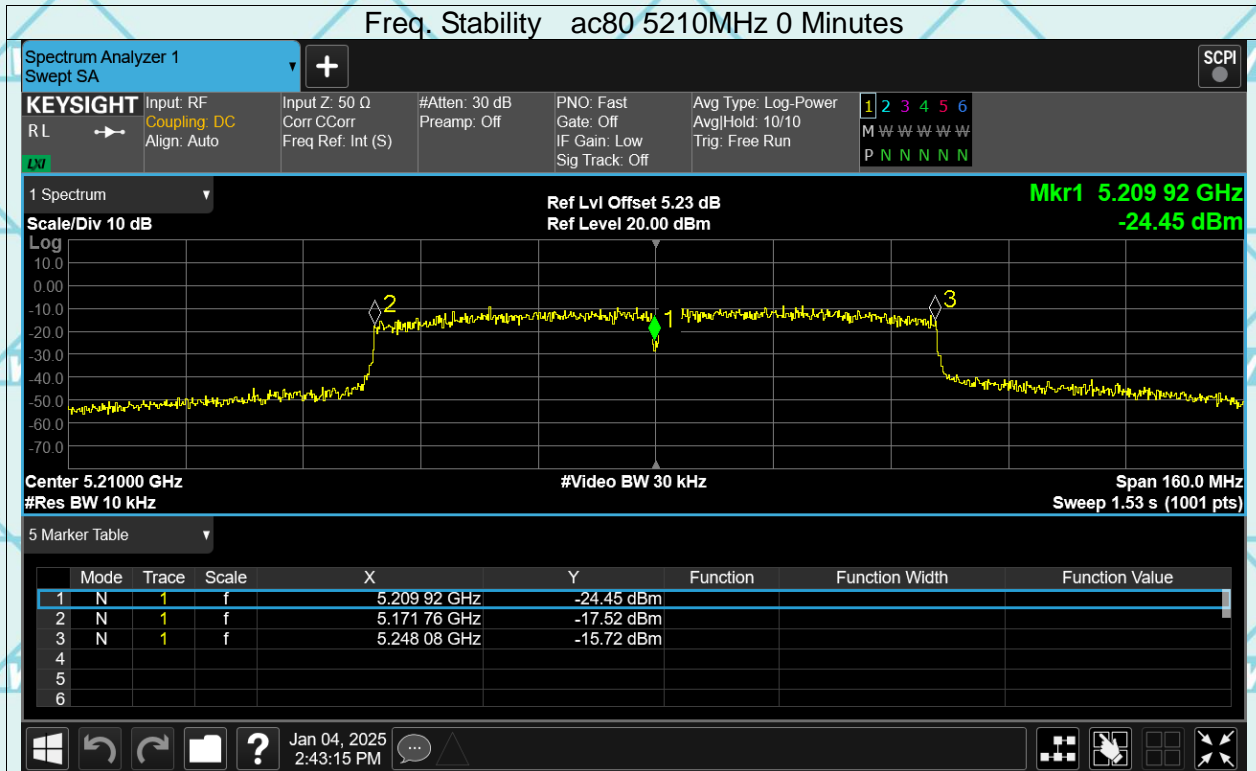 Freq. Stability ac80 5210MHz 0 Minutes
Spectrum Analyzer 1
Swept SA
+
SCPI
KEYSIGHT
R L
LXI
Input: RF
Coupling: DC
Align: Auto
Input Z: 50 Ω
Corr CCorr
Freq Ref: Int (S)
#Atten: 30 dB
Preamp: Off
PNO: Fast
Gate: Off
IF Gain: Low
Sig Track: Off
Avg Type: Log-Power
Avg|Hold: 10/10
Trig: Free Run
1 2 3 4 5 6
M W W W W W
P N N N N N
1 Spectrum
Scale/Div 10 dB
Ref Lvl Offset 5.23 dB
Ref Level 20.00 dBm
Mkr1 5.209 92 GHz
-24.45 dBm
Log
10.0
0.00
-10.0
-20.0
-30.0
-40.0
-50.0
-60.0
-70.0
2
1
3
Center 5.21000 GHz
#Res BW 10 kHz
#Video BW 30 kHz
Span 160.0 MHz
Sweep 1.53 s (1001 pts)
5 Marker Table
Mode Trace Scale X Y Function Function Width Function Value
1 N 1 f 5.209 92 GHz -24.45 dBm
2 N 1 f 5.171 76 GHz -17.52 dBm
3 N 1 f 5.248 08 GHz -15.72 dBm
4
5
6
?
Jan 04, 2025
2:43:15 PM